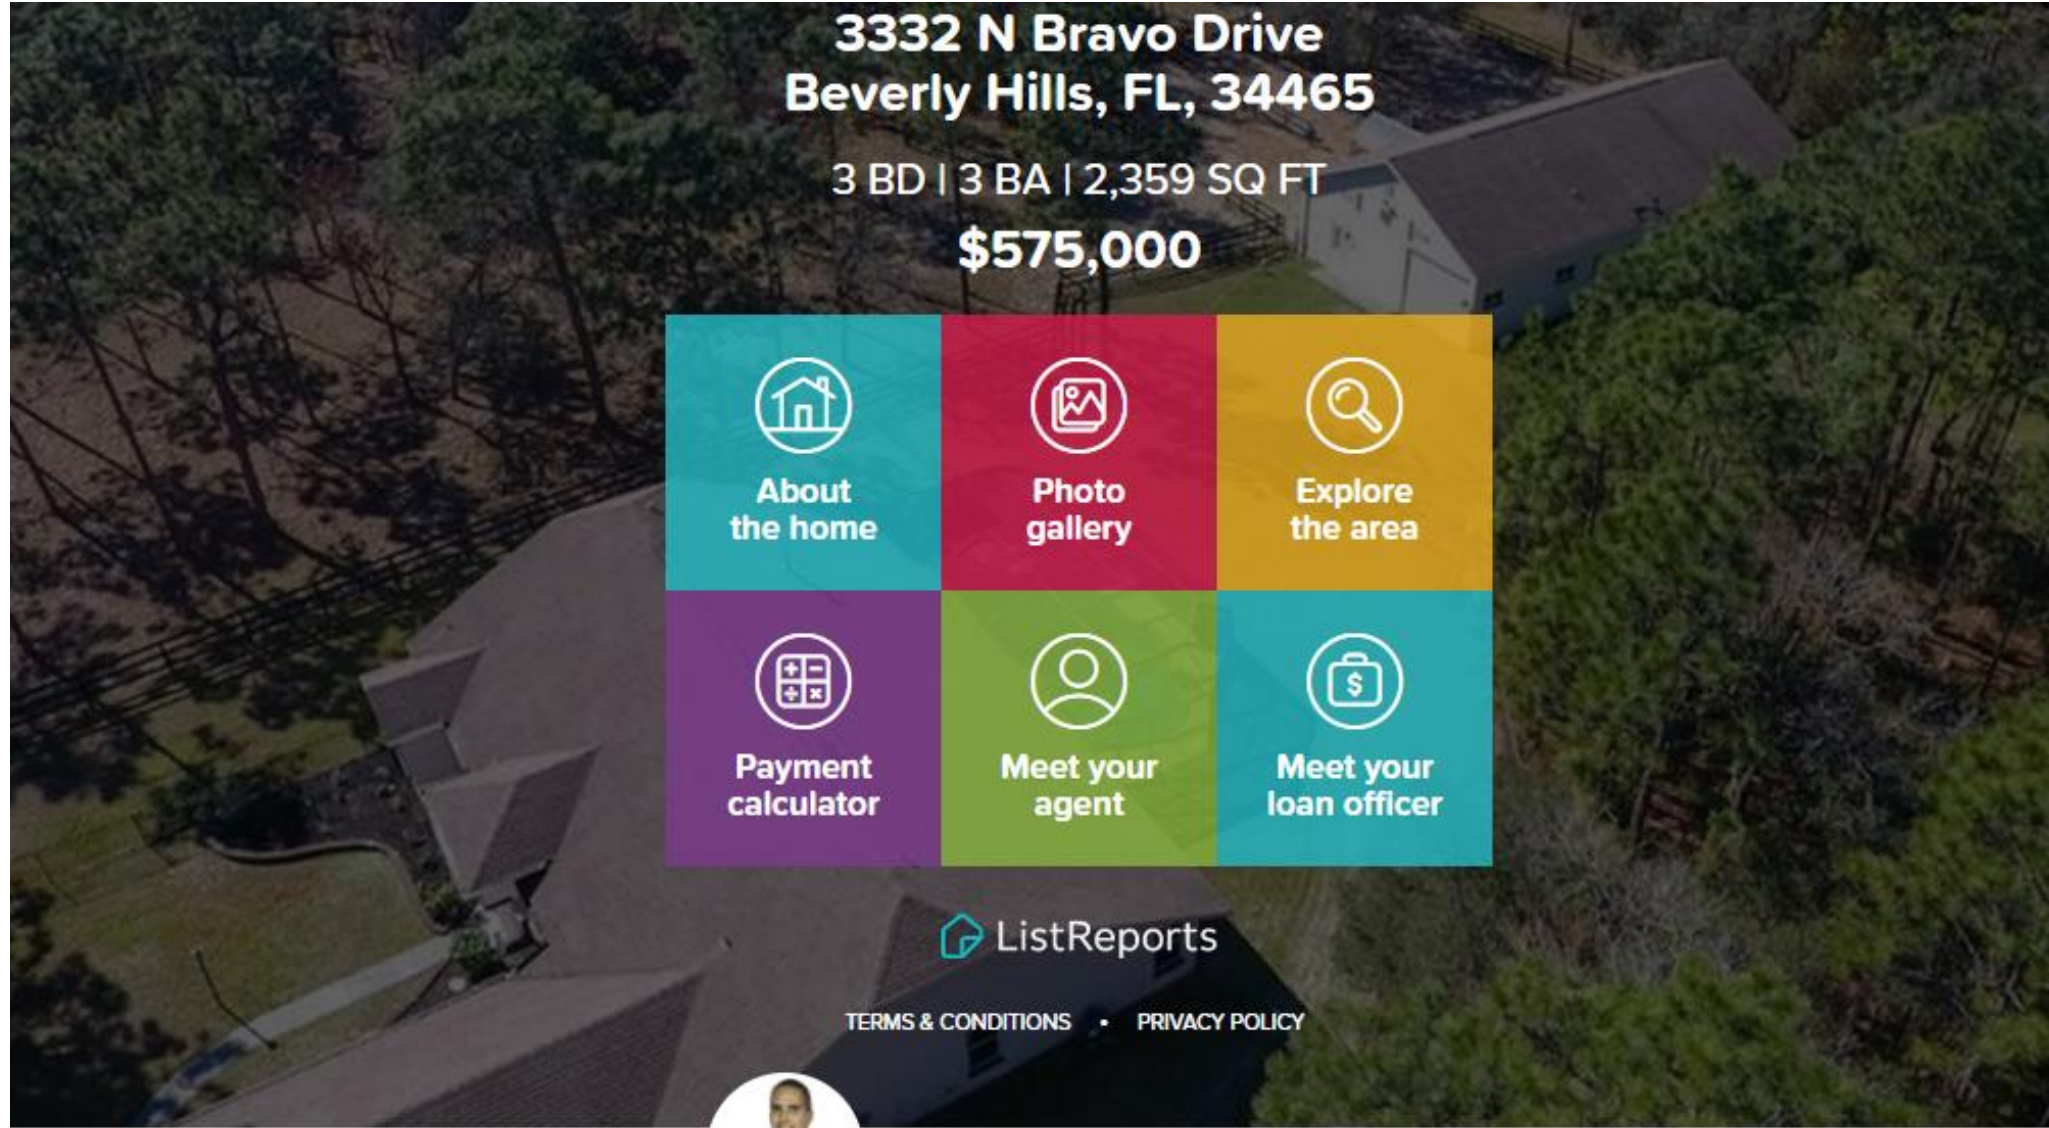 3332 N Bravo Drive
Beverly Hills, FL, 34465
3 BD | 3 BA | 2,359 SQ FT
$575,000
About
the home
Photo
gallery
Explore
the area
Payment
calculator
Meet your
agent
Meet your
loan officer
ListReports
TERMS & CONDITIONS • PRIVACY POLICY